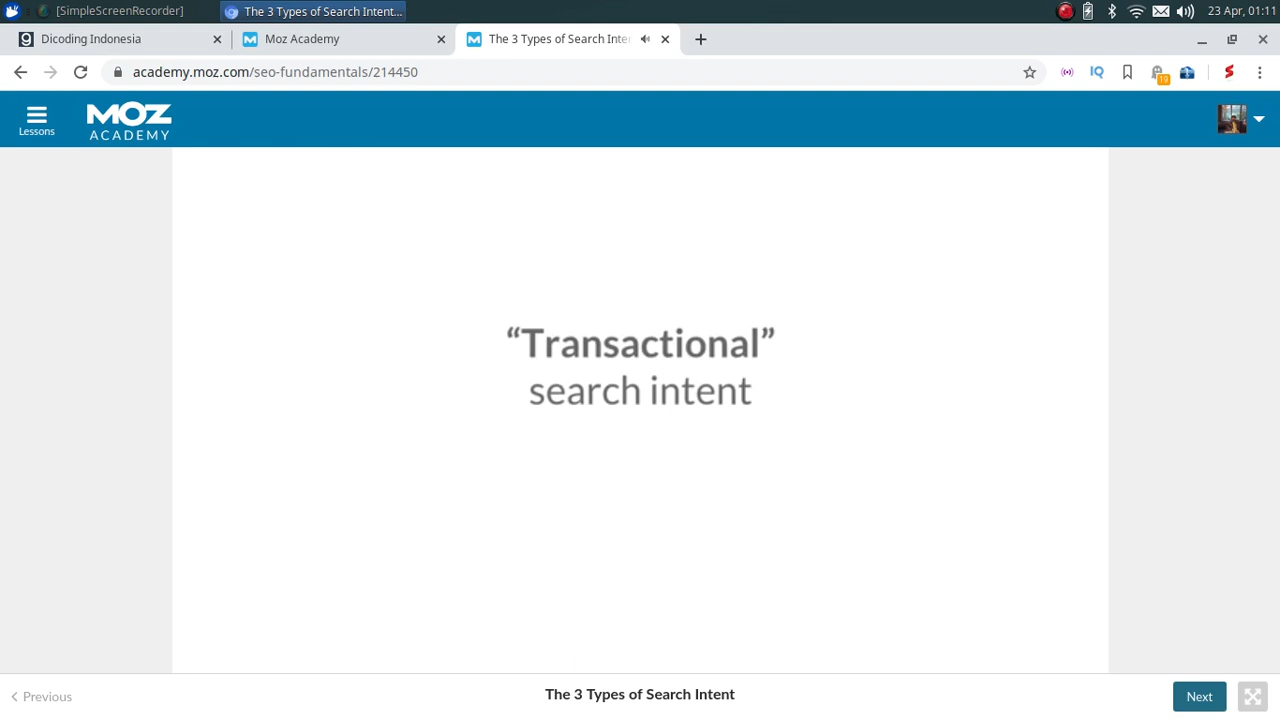 [SimpleScreenRecorder]
The 3 Types of Search Intent...
23 Apr, 01:11
Dicoding Indonesia
Moz Academy
The 3 Types of Search Inter
academy.moz.com/seo-fundamentals/214450
IQ
19
Lessons
MOZ
ACADEMY
“Transactional”
search intent
Previous
The 3 Types of Search Intent
Next